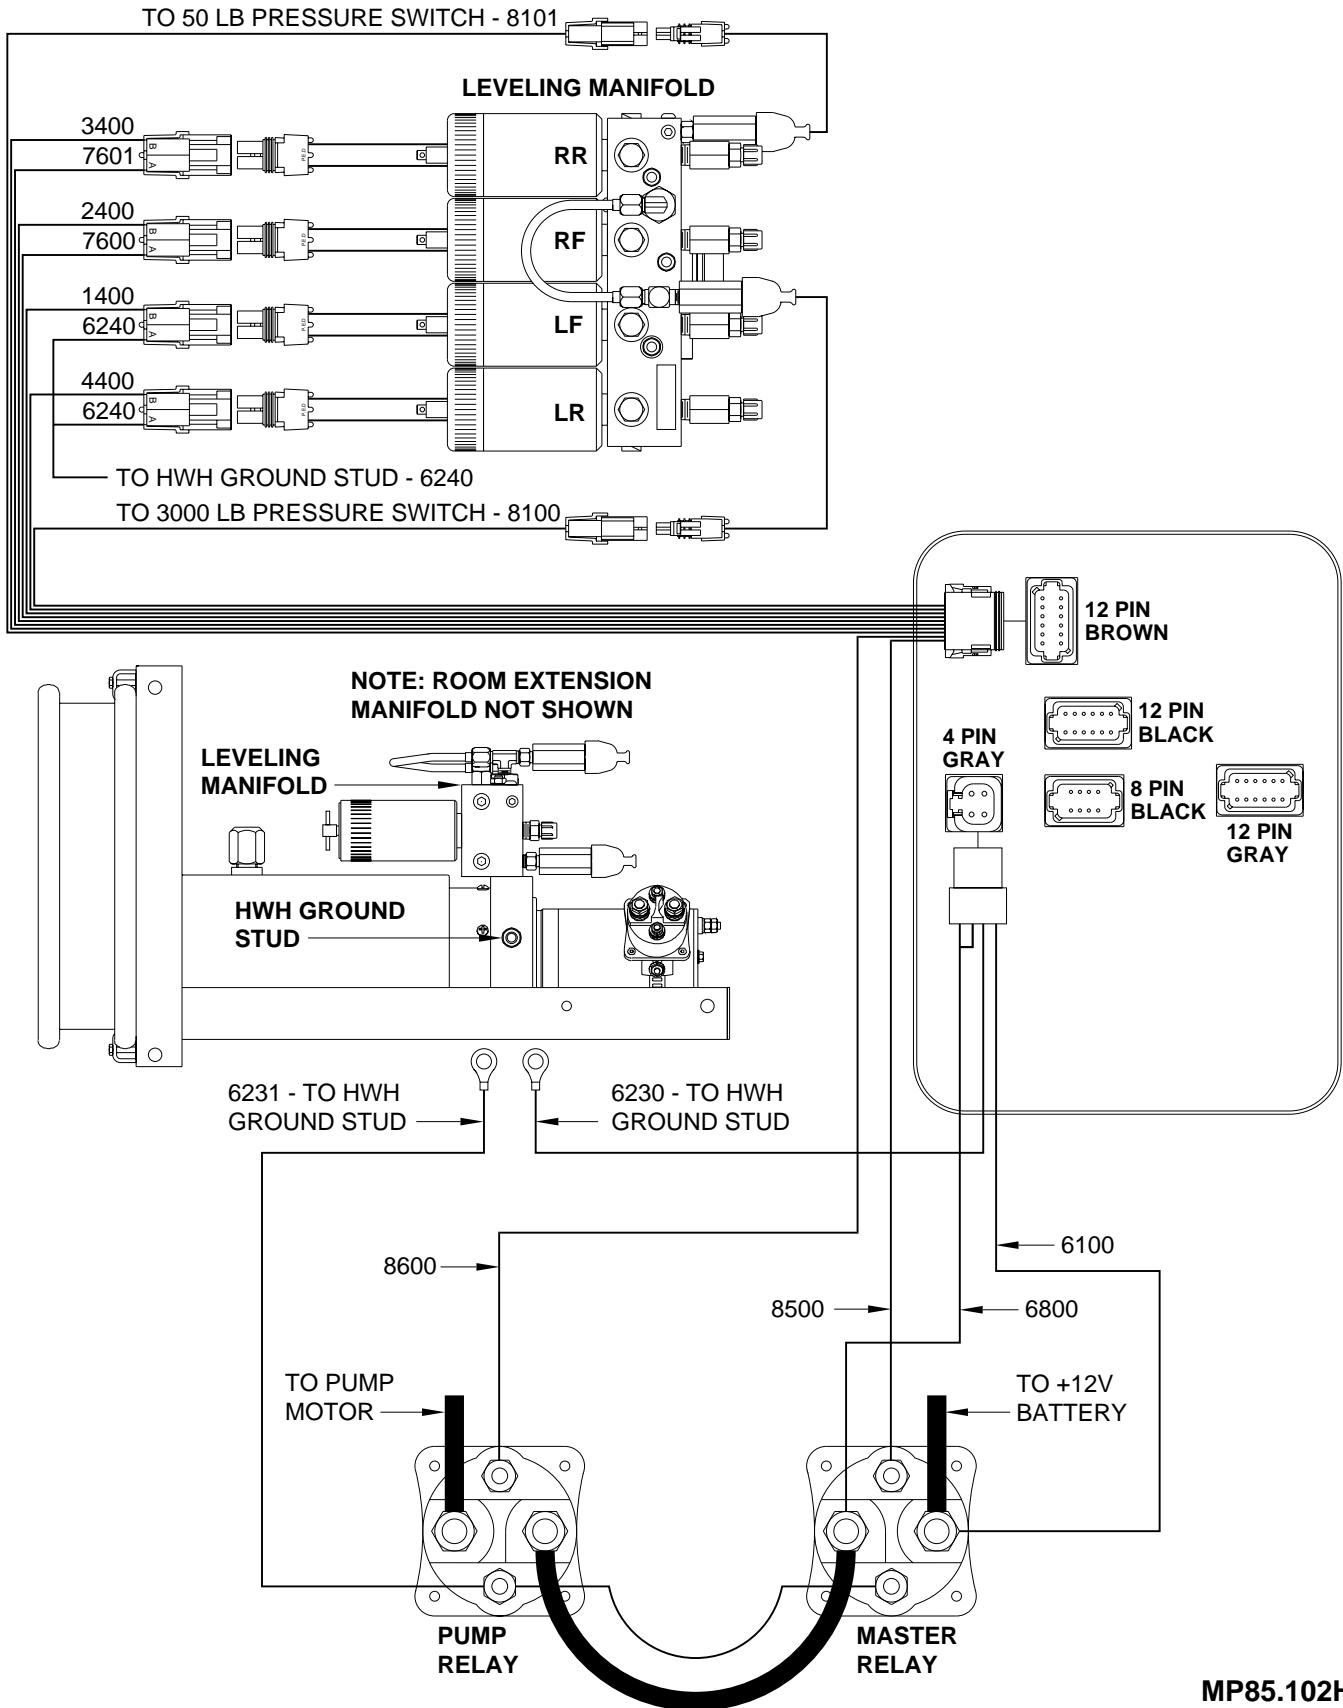 TO 50 LB PRESSURE SWITCH - 8101
LEVELING MANIFOLD
3400
7601
B
A
PED
RR
2400
7600
B
A
PED
RF
1400
6240
B
A
PED
LF
4400
6240
B
A
PED
LR
TO HWH GROUND STUD - 6240
TO 3000 LB PRESSURE SWITCH - 8100
12 PIN
BROWN
NOTE: ROOM EXTENSION
MANIFOLD NOT SHOWN
12 PIN
BLACK
4 PIN
GRAY
LEVELING
MANIFOLD
8 PIN
BLACK
12 PIN
GRAY
HWH GROUND
STUD
6231 - TO HWH
GROUND STUD
6230 - TO HWH
GROUND STUD
6100
8600
8500
6800
TO PUMP
MOTOR
TO +12V
BATTERY
PUMP
RELAY
MASTER
RELAY
MP85.102H